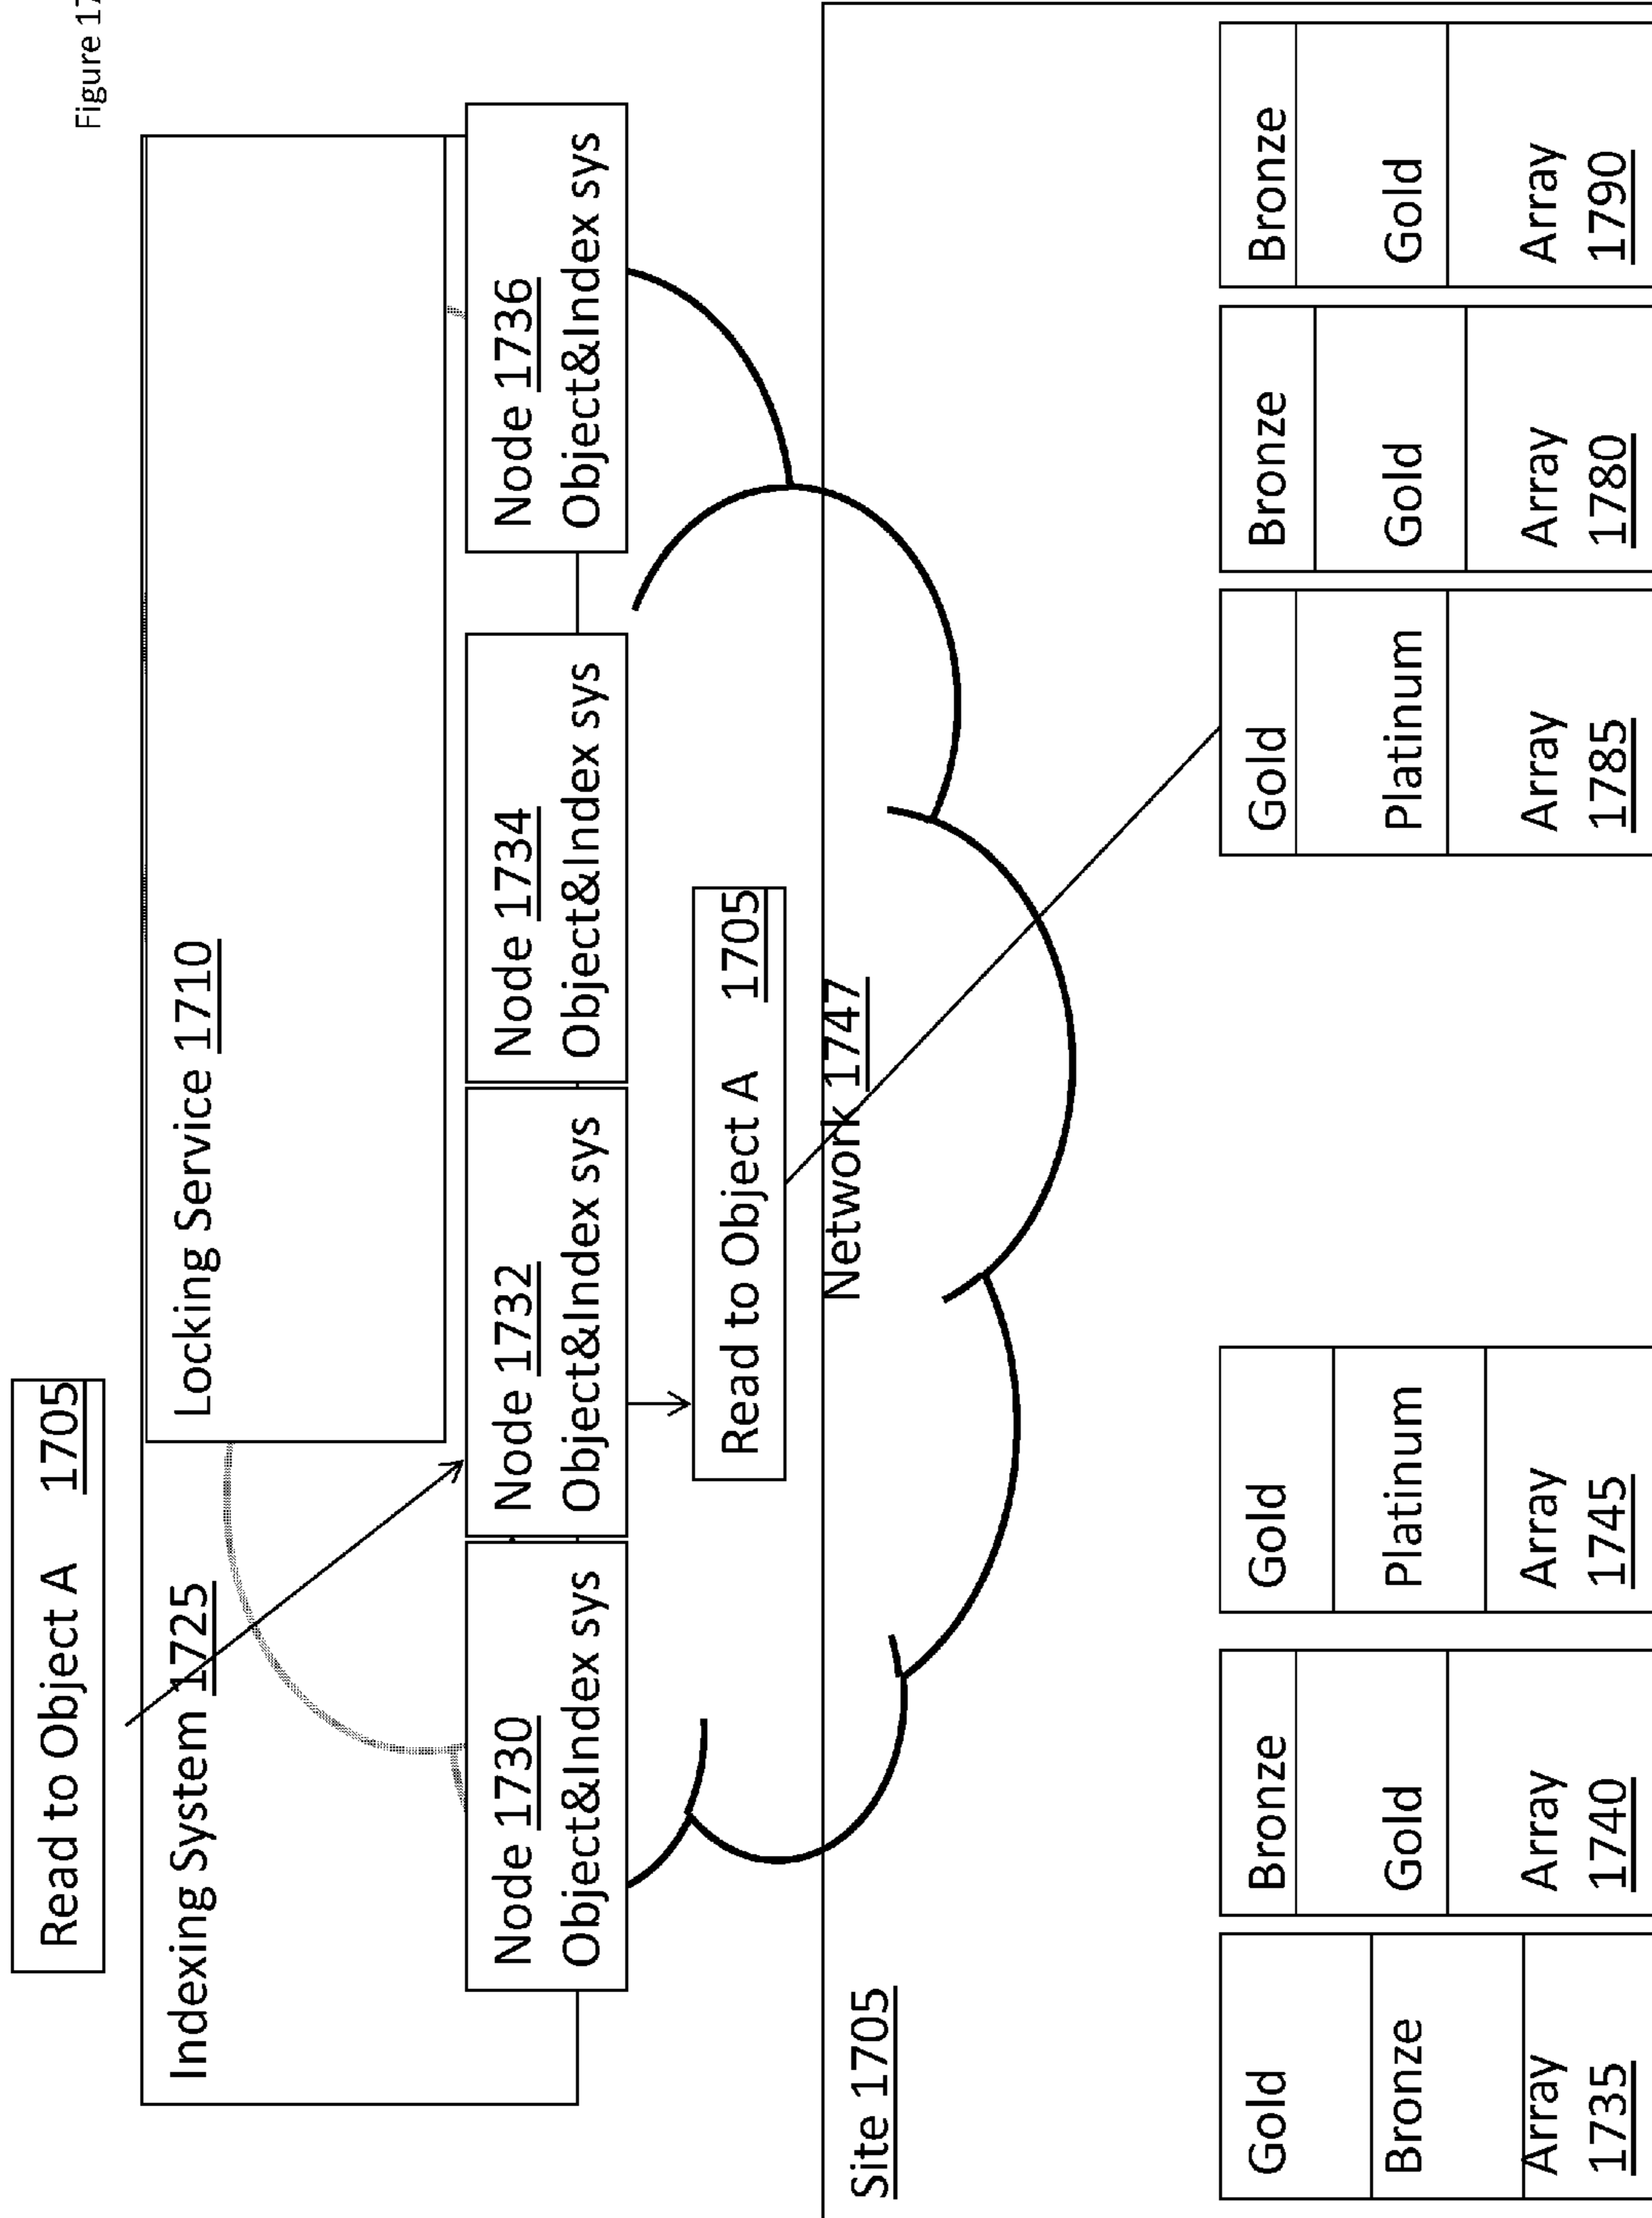 Figure 17
Read to Object A 1705
Indexing System 1725
Locking Service 1710
Node 1730
Object&Index sys
Node 1732
Object&Index sys
Node 1734
Object&Index sys
Node 1736
Object&Index sys
Read to Object A 1705
Network 1747
Site 1705
Gold
Bronze
Array
1735
Bronze
Gold
Array
1740
Gold
Platinum
Array
1745
Gold
Platinum
Array
1785
Bronze
Gold
Array
1780
Bronze
Gold
Array
1790